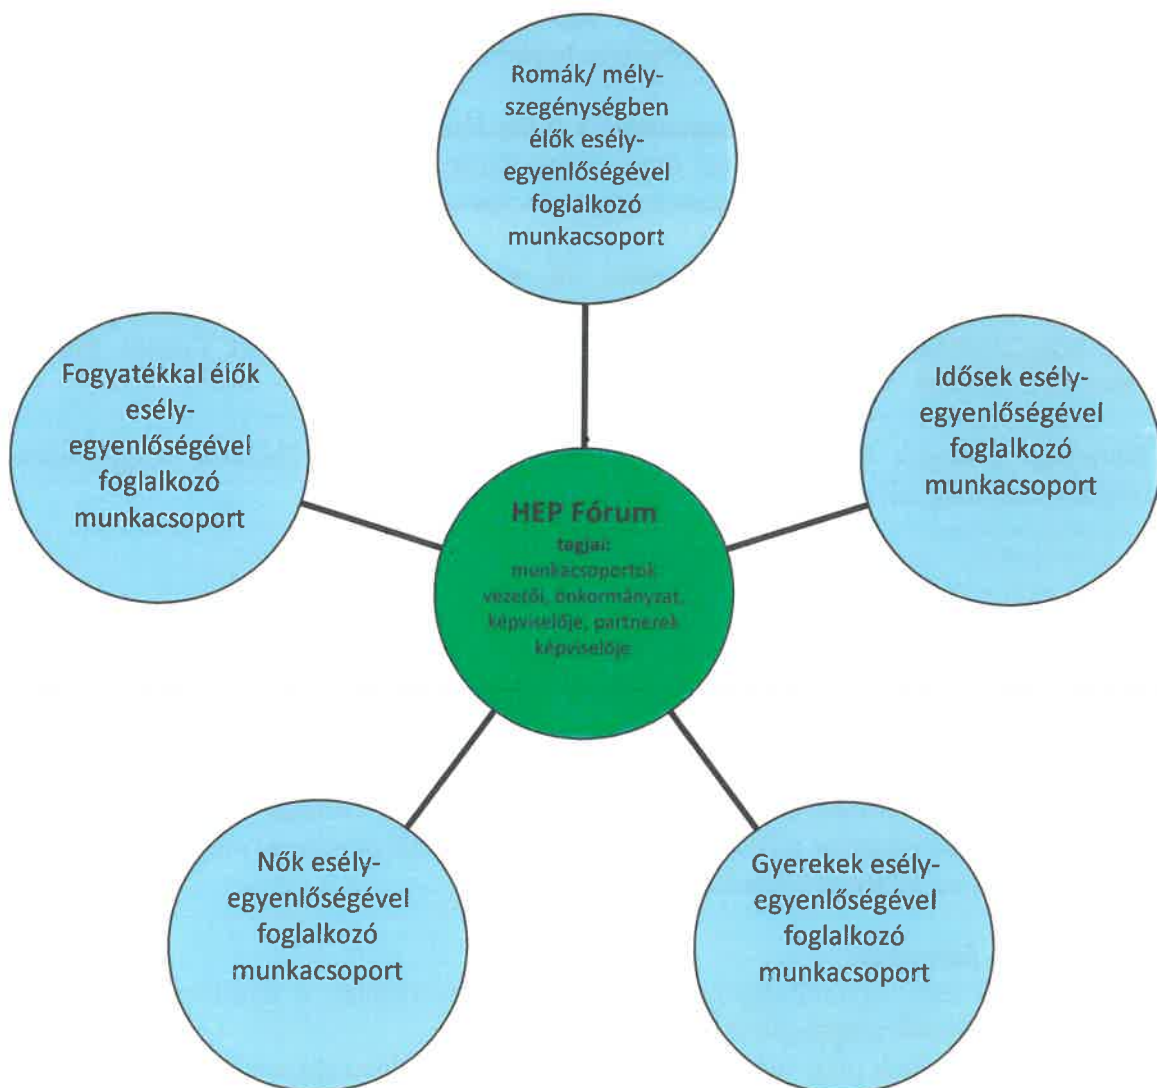 Romák/ mély-
szegénységben
élők esély-
egyenlőségével
foglalkozó
munkacsoport
Fogyatékkal élők
esély-
egyenlőségével
foglalkozó
munkacsoport
Idősek esély-
egyenlőségével
foglalkozó
munkacsoport
HEP Fórum
tagjai:
munkacsoportok
vezetői, önkormányzat,
képviselője, partnerek
képviselője
Nők esély-
egyenlőségével
foglalkozó
munkacsoport
Gyerekek esély-
egyenlőségével
foglalkozó
munkacsoport